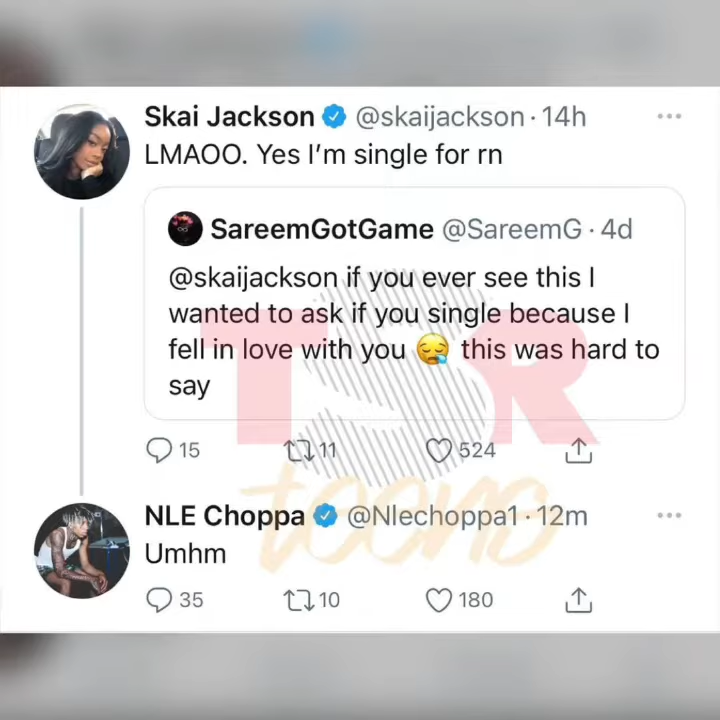 Skai Jackson @skaijackson · 14h
LMAOO. Yes I’m single for rn
SareemGotGame @SareemG · 4d
@skaijackson if you ever see this I
wanted to ask if you single because I
fell in love with you 😪 this was hard to
say
15 11 524
NLE Choppa @Nlechoppa1 · 12m
Umhm
35 10 180
TSR
teens